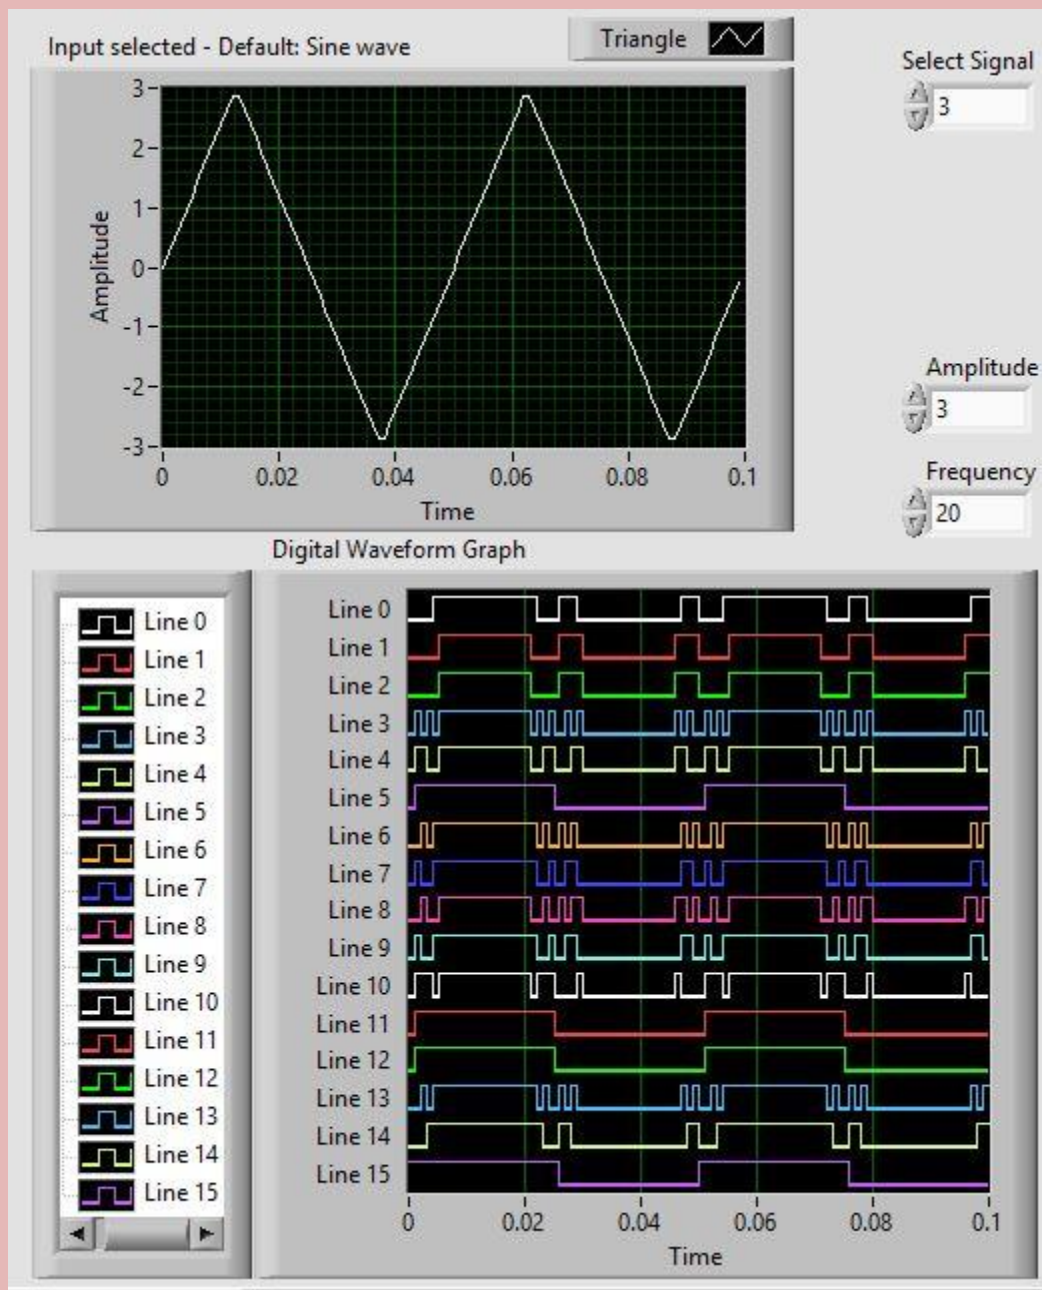 Input selected - Default: Sine wave
Triangle
Select Signal
3
Amplitude
3
2
1
0
-1
-2
-3
0 0.02 0.04 0.06 0.08 0.1
Time
Amplitude
3
Frequency
20
Digital Waveform Graph
Line 0
Line 1
Line 2
Line 3
Line 4
Line 5
Line 6
Line 7
Line 8
Line 9
Line 10
Line 11
Line 12
Line 13
Line 14
Line 15
Line 0
Line 1
Line 2
Line 3
Line 4
Line 5
Line 6
Line 7
Line 8
Line 9
Line 10
Line 11
Line 12
Line 13
Line 14
Line 15
0 0.02 0.04 0.06 0.08 0.1
Time